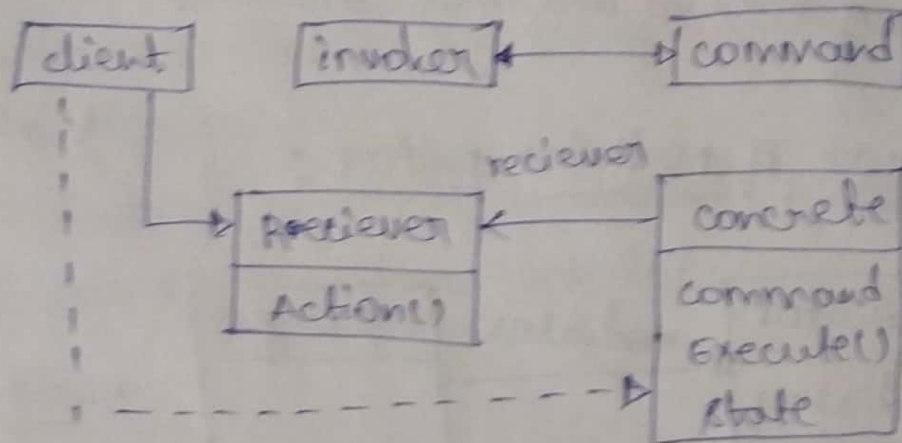 client
invoker
command
reciever
Reciever
Action()
concrete
command
Execute()
state